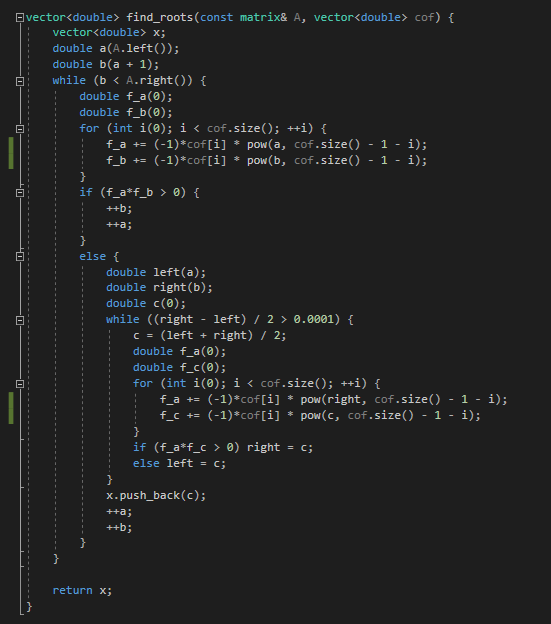 vector<double> find_roots(const matrix& A, vector<double> cof) {
    vector<double> x;
    double a(A.left());
    double b(a + 1);
    while (b < A.right()) {
        double f_a(0);
        double f_b(0);
        for (int i(0); i < cof.size(); ++i) {
            f_a += (-1)*cof[i] * pow(a, cof.size() - 1 - i);
            f_b += (-1)*cof[i] * pow(b, cof.size() - 1 - i);
        }
        if (f_a*f_b > 0) {
            ++b;
            ++a;
        }
        else {
            double left(a);
            double right(b);
            double c(0);
            while ((right - left) / 2 > 0.0001) {
                c = (left + right) / 2;
                double f_a(0);
                double f_c(0);
                for (int i(0); i < cof.size(); ++i) {
                    f_a += (-1)*cof[i] * pow(right, cof.size() - 1 - i);
                    f_c += (-1)*cof[i] * pow(c, cof.size() - 1 - i);
                }
                if (f_a*f_c > 0) right = c;
                else left = c;
            }
            x.push_back(c);
            ++a;
            ++b;
        }
    }

    return x;
}